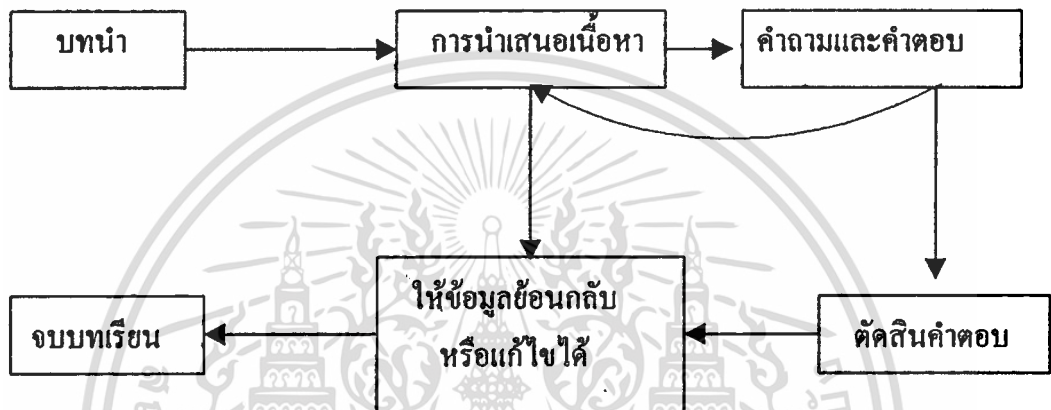 บทนำ
การนำเสนอเนื้อหา
คำถามและคำตอบ
ให้ข้อมูลย้อนกลับ
หรือแก้ไขได้
จบบทเรียน
ตัดสินคำตอบ